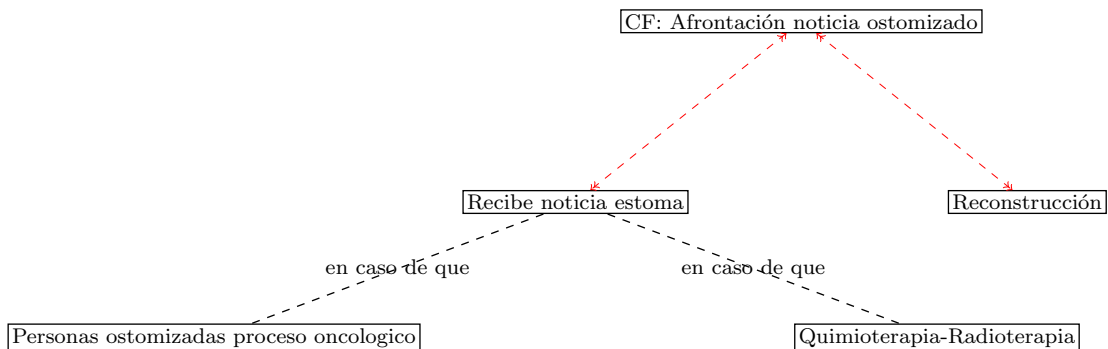 CF: Afrontación noticia ostomizado
Recibe noticia estoma
Reconstrucción
en caso de que
en caso de que
Personas ostomizadas proceso oncologico
Quimioterapia-Radioterapia